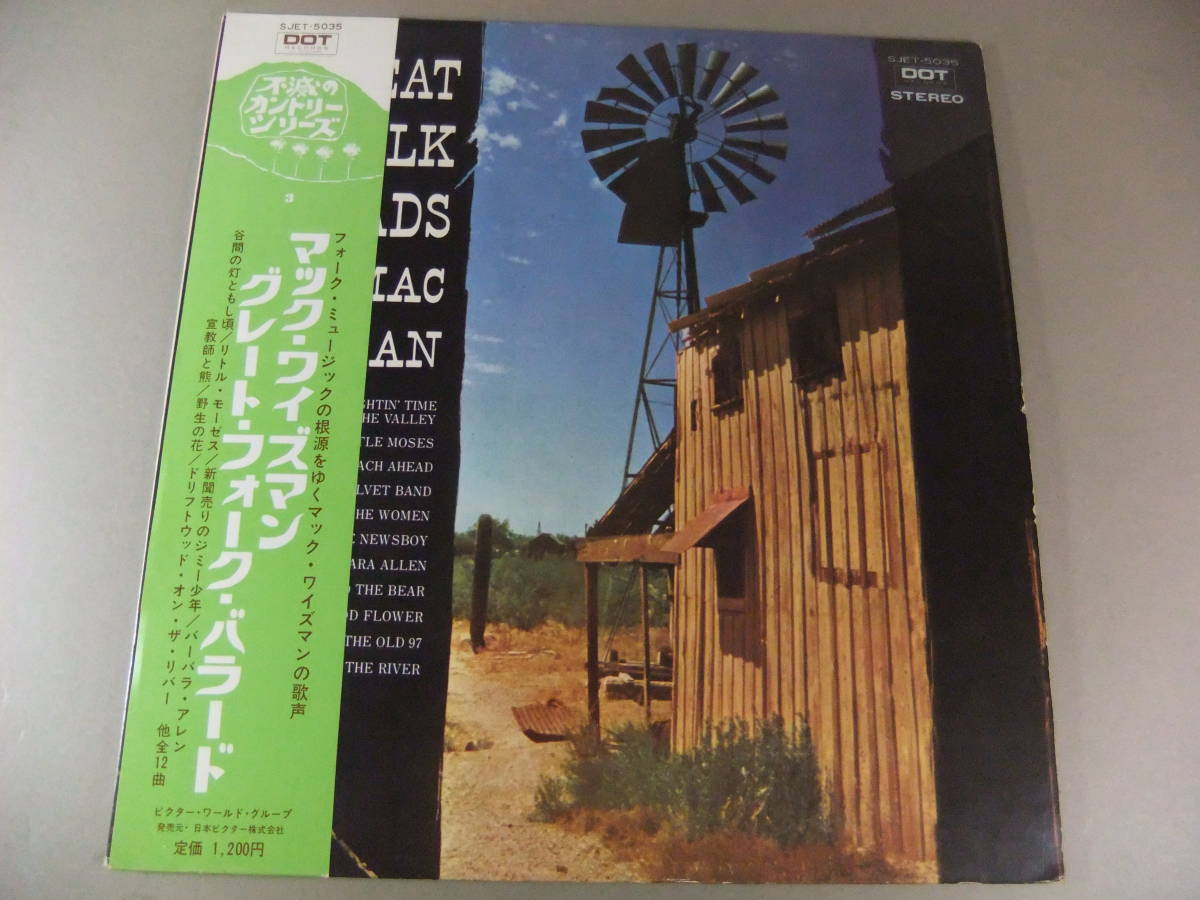 SJET-5035
DOT
RECORDS
不滅の
カントリー
シリーズ
3
フォーク・ミュージックの根源をゆくマック・ワイズマンの歌声
マック・ワイズマン
グレート・フォーク・バラード
谷間の灯ともし頃/リトル・モーゼス/新聞売りのジミー少年/バーバラ・アレン
宣教師と熊/野生の花/ドリフトウッド・オン・ザ・リバー 他全12曲
ビクター・ワールド・グループ
発売元・日本ビクター株式会社
定価 1,200円
EAT
LK
ADS
MAC
AN
GHTIN' TIME
HE VALLEY
TLE MOSES
ACH AHEAD
LVET BAND
HE WOMEN
E NEWSBOY
ARA ALLEN
D THE BEAR
OD FLOWER
THE OLD 97
THE RIVER
SJET-5035
DOT
STEREO